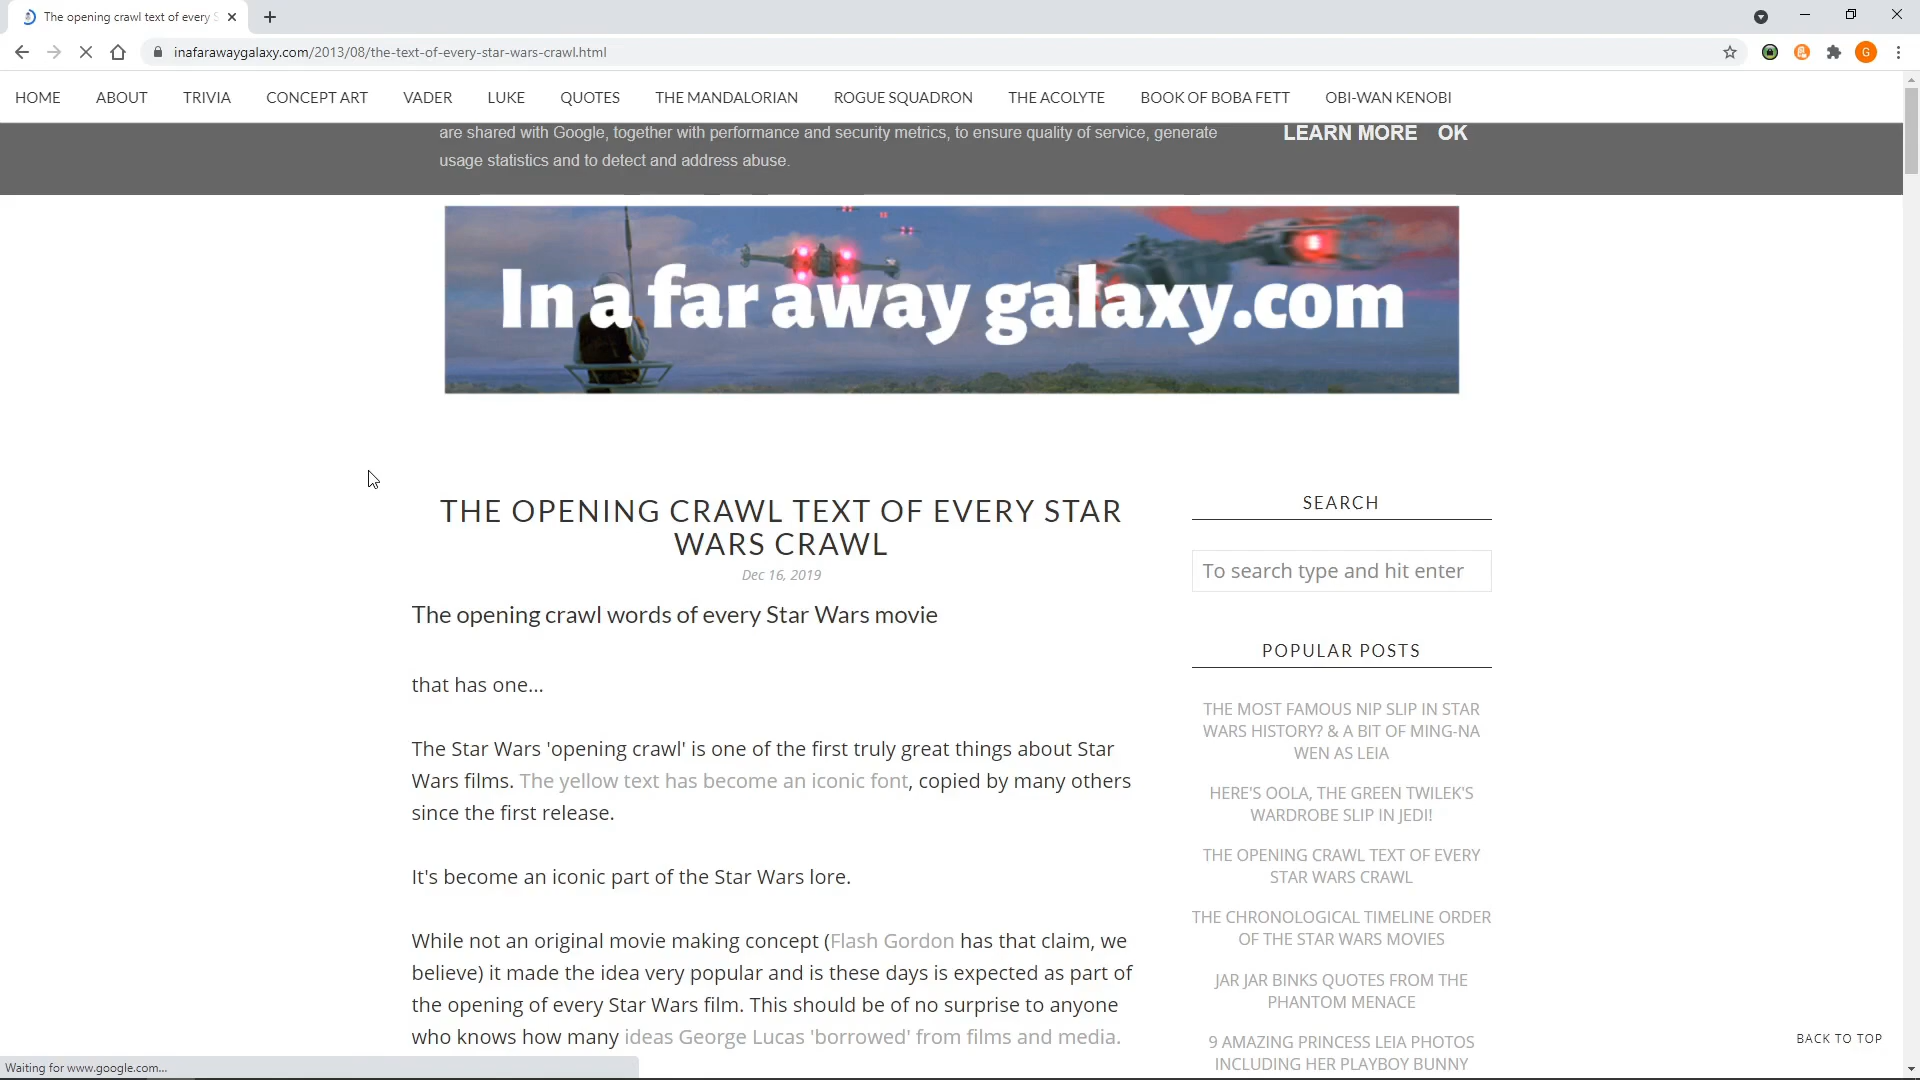 The opening crawl text of every S
inafarawaygalaxy.com/2013/08/the-text-of-every-star-wars-crawl.html
G
HOME ABOUT TRIVIA CONCEPT ART VADER LUKE QUOTES THE MANDALORIAN ROGUE SQUADRON THE ACOLYTE BOOK OF BOBA FETT OBI-WAN KENOBI
are shared with Google, together with performance and security metrics, to ensure quality of service, generate
usage statistics and to detect and address abuse.
LEARN MORE OK
In a far away galaxy.com
THE OPENING CRAWL TEXT OF EVERY STAR
WARS CRAWL
Dec 16, 2019
The opening crawl words of every Star Wars movie
that has one...
The Star Wars 'opening crawl' is one of the first truly great things about Star
Wars films. The yellow text has become an iconic font, copied by many others
since the first release.
It's become an iconic part of the Star Wars lore.
While not an original movie making concept (Flash Gordon has that claim, we
believe) it made the idea very popular and is these days is expected as part of
the opening of every Star Wars film. This should be of no surprise to anyone
who knows how many ideas George Lucas 'borrowed' from films and media.
SEARCH
To search type and hit enter
POPULAR POSTS
THE MOST FAMOUS NIP SLIP IN STAR
WARS HISTORY? & A BIT OF MING-NA
WEN AS LEIA
HERE'S OOLA, THE GREEN TWILEK'S
WARDROBE SLIP IN JEDI!
THE OPENING CRAWL TEXT OF EVERY
STAR WARS CRAWL
THE CHRONOLOGICAL TIMELINE ORDER
OF THE STAR WARS MOVIES
JAR JAR BINKS QUOTES FROM THE
PHANTOM MENACE
9 AMAZING PRINCESS LEIA PHOTOS
INCLUDING HER PLAYBOY BUNNY
BACK TO TOP
Waiting for www.google.com...